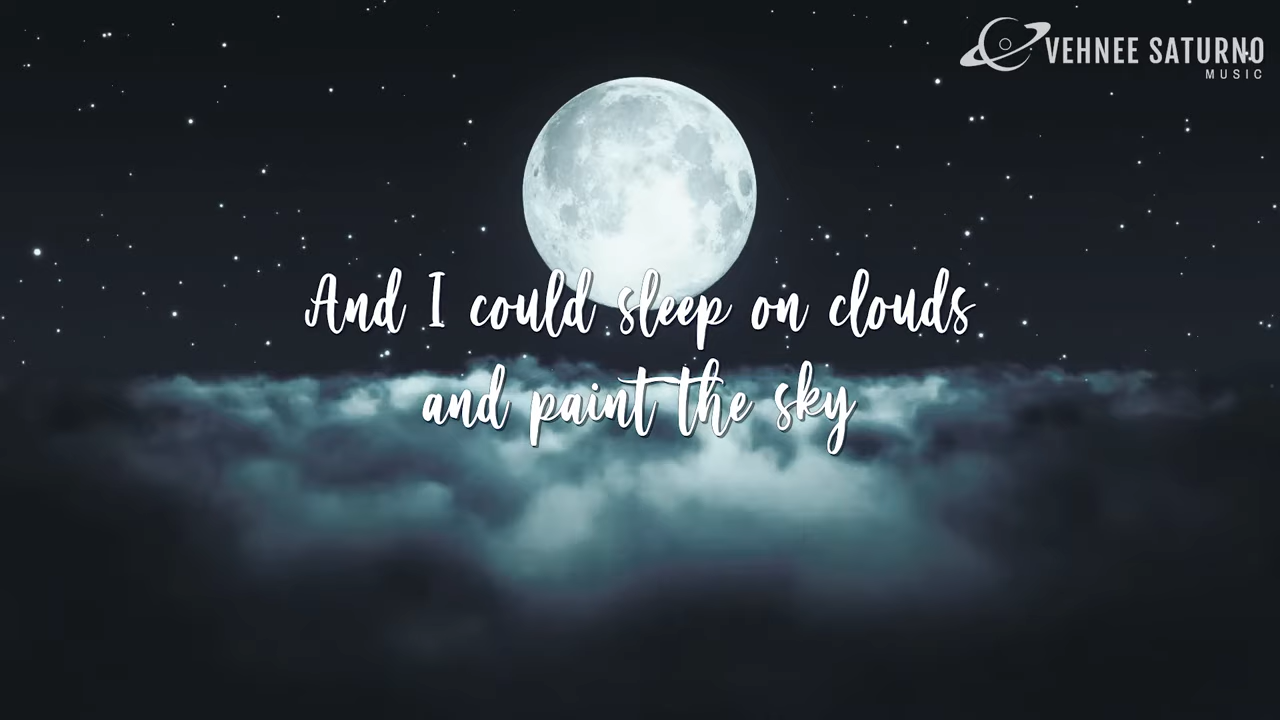 VEHNEE SATURNO
MUSIC
And I could sleep on clouds
and paint the sky